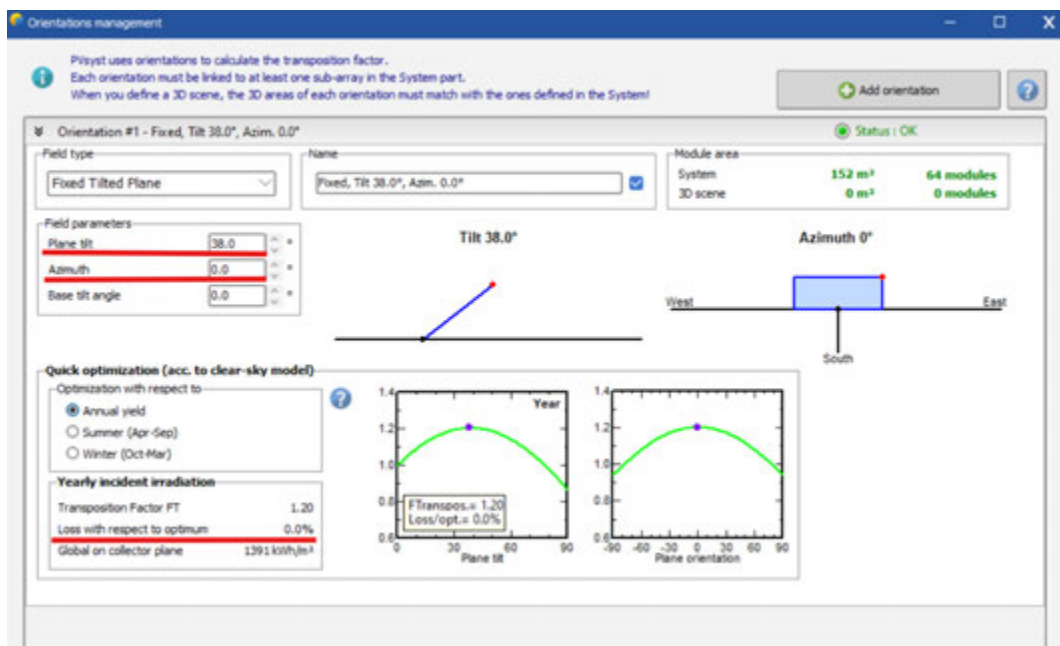 Orientations management
PVsyst uses orientations to calculate the transposition factor.
Each orientation must be linked to at least one sub-array in the System part.
When you define a 3D scene, the 3D areas of each orientation must match with the ones defined in the System!
Add orientation
Orientation #1 - Fixed, Tilt 38.0°, Azim. 0.0°
Status : OK
Field type
Fixed Tilted Plane
Name
Fixed, Tilt 38.0°, Azim. 0.0°
Module area
System 152 m² 64 modules
3D scene 0 m² 0 modules
Field parameters
Plane tilt 38.0 °
Azimuth 0.0 °
Base tilt angle 0.0 °
Tilt 38.0°
Azimuth 0°
West East
South
Quick optimization (acc. to clear-sky model)
Optimization with respect to
Annual yield
Summer (Apr-Sep)
Winter (Oct-Mar)
Yearly incident irradiation
Transposition Factor FT 1.20
Loss with respect to optimum 0.0%
Global on collector plane 1391 kWh/m²
Year
1.4
1.2
1.0
0.8
0.6
FTranspos.= 1.20
Loss/opt.= 0.0%
0 30 60 90
Plane tilt
1.4
1.2
1.0
0.8
0.6
-90 -60 -30 0 30 60 90
Plane orientation